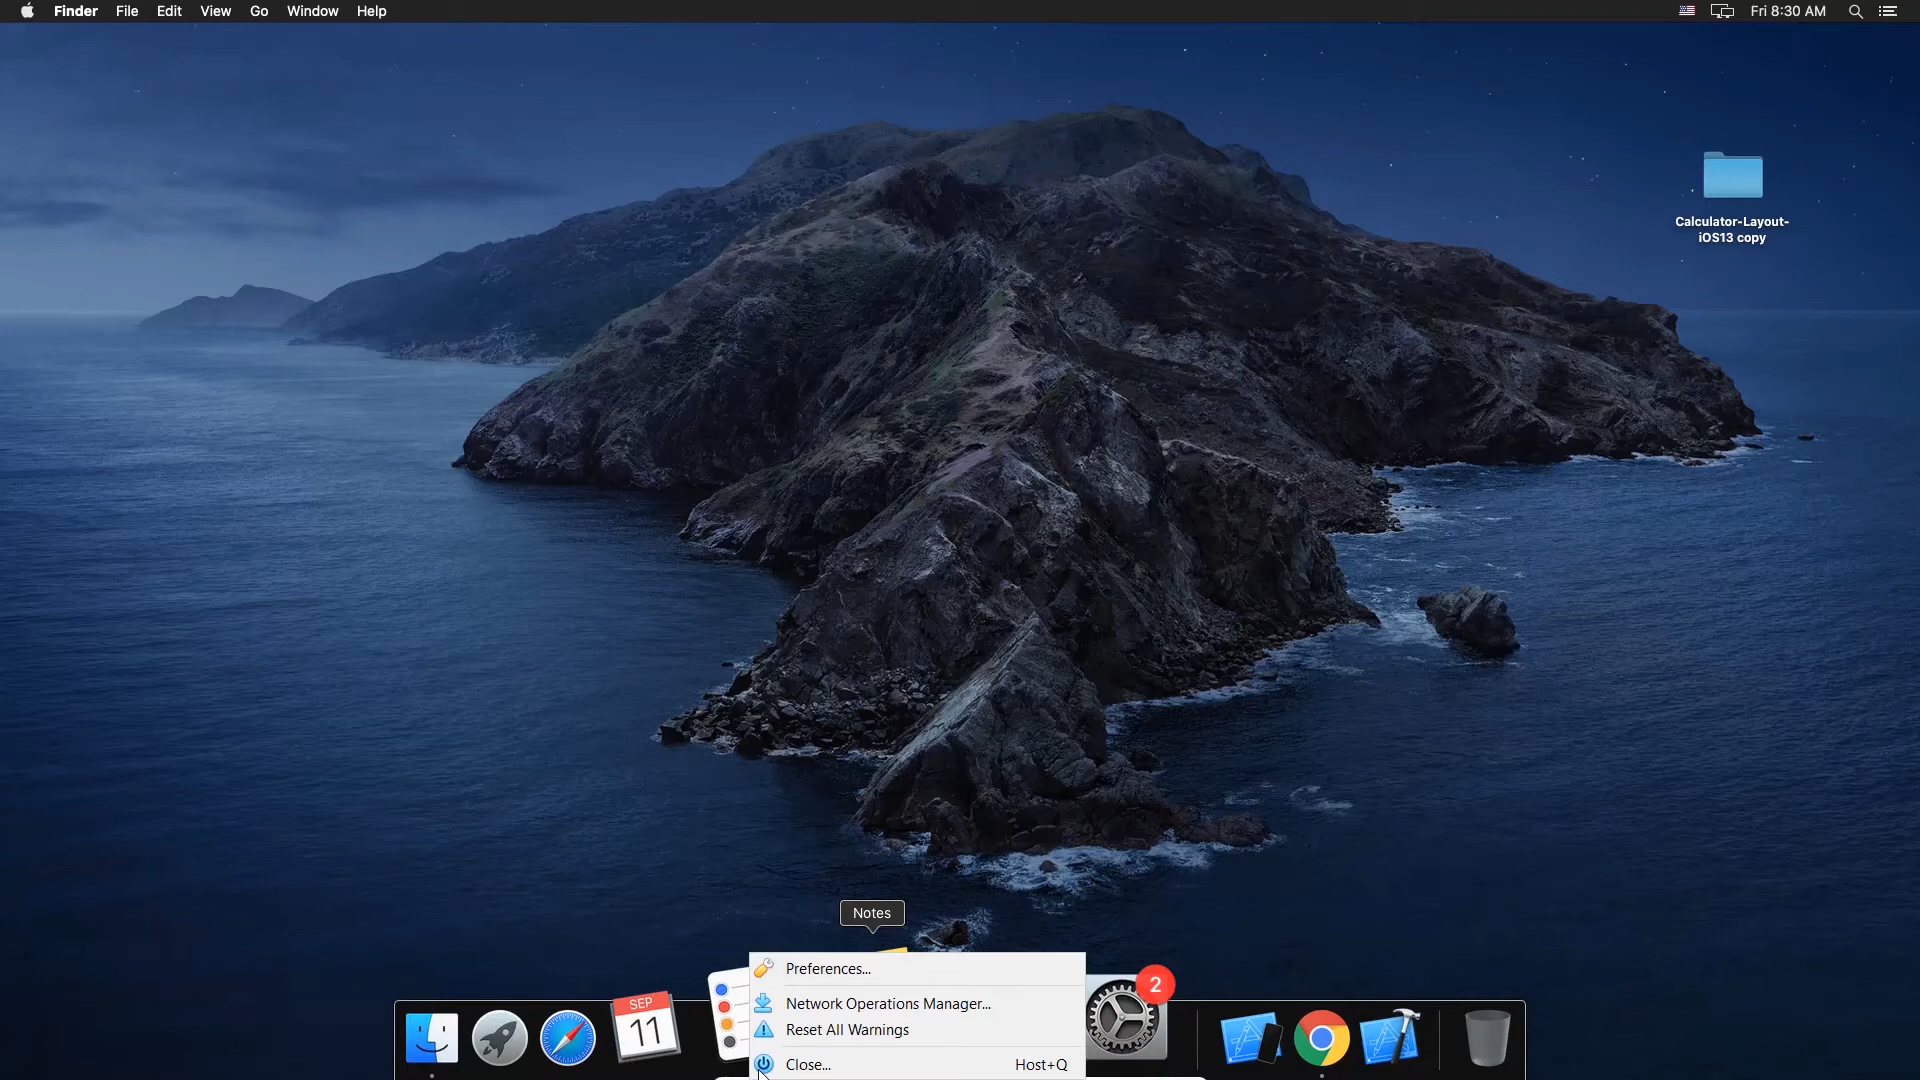 Finder File Edit View Go Window Help Fri 8:30 AM
Calculator-Layout-
iOS13 copy
Notes
Preferences...
Network Operations Manager...
Reset All Warnings
Close... Host+Q
SEP
11
2